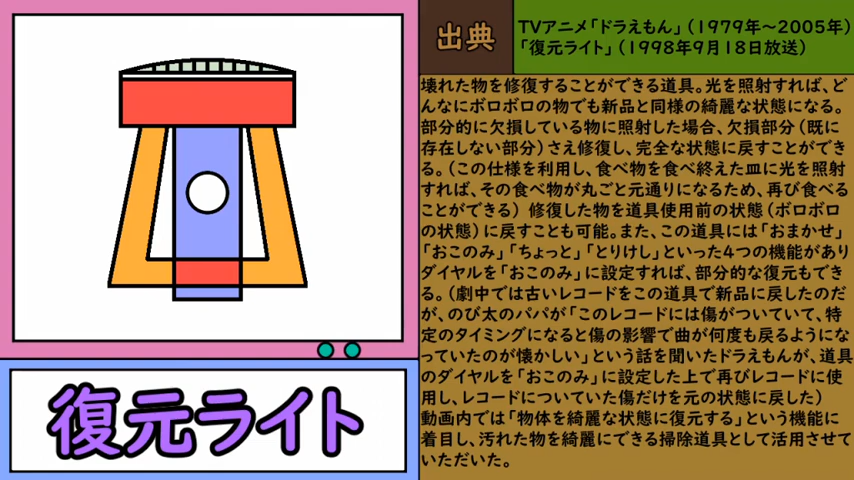 出典
TVアニメ「ドラえもん」(1979年～2005年)
「復元ライト」(1998年9月18日放送)
壊れた物を修復することができる道具。光を照射すれば、ど
んなにボロボロの物でも新品と同様の綺麗な状態になる。
部分的に欠損している物に照射した場合、欠損部分(既に
存在しない部分)さえ修復し、完全な状態に戻すことができ
る。(この仕様を利用し、食べ物を食べ終えた皿に光を照射
すれば、その食べ物が丸ごと元通りになるため、再び食べる
ことができる) 修復した物を道具使用前の状態(ボロボロ
の状態)に戻すことも可能。また、この道具には「おまかせ」
「おこのみ」「ちょっと」「とりけし」といった4つの機能があり
ダイヤルを「おこのみ」に設定すれば、部分的な復元もでき
る。(劇中では古いレコードをこの道具で新品に戻したのだ
が、のび太のパパが「このレコードには傷がついていて、特
定のタイミングになると傷の影響で曲が何度も戻るようにな
っていたのが懐かしい」という話を聞いたドラえもんが、道具
のダイヤルを「おこのみ」に設定した上で再びレコードに使
用し、レコードについていた傷だけを元の状態に戻した)
動画内では「物体を綺麗な状態に復元する」という機能に
着目し、汚れた物を綺麗にできる掃除道具として活用させて
いただいた。
復元ライト